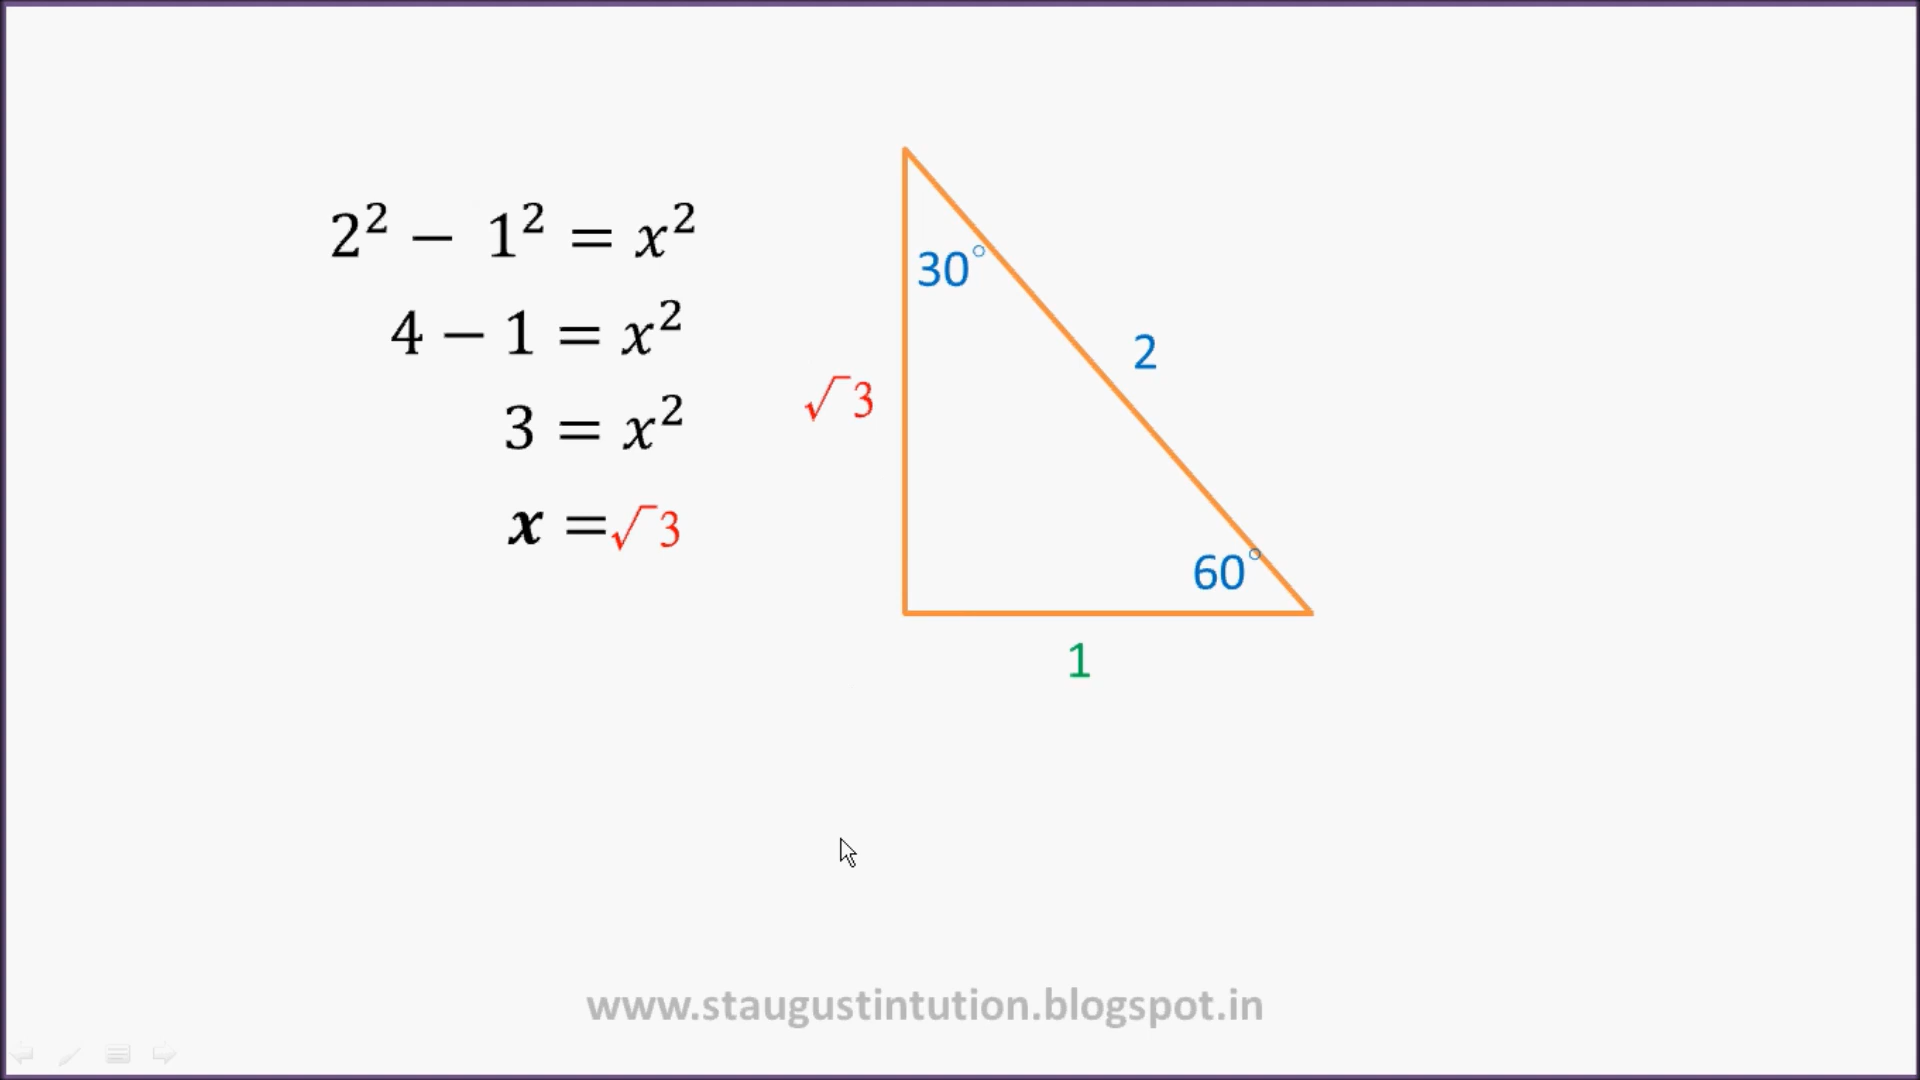 2² − 1² = x²
4 − 1 = x²
3 = x²
x = √3
30°
2
√3
60°
1
www.staugustintution.blogspot.in